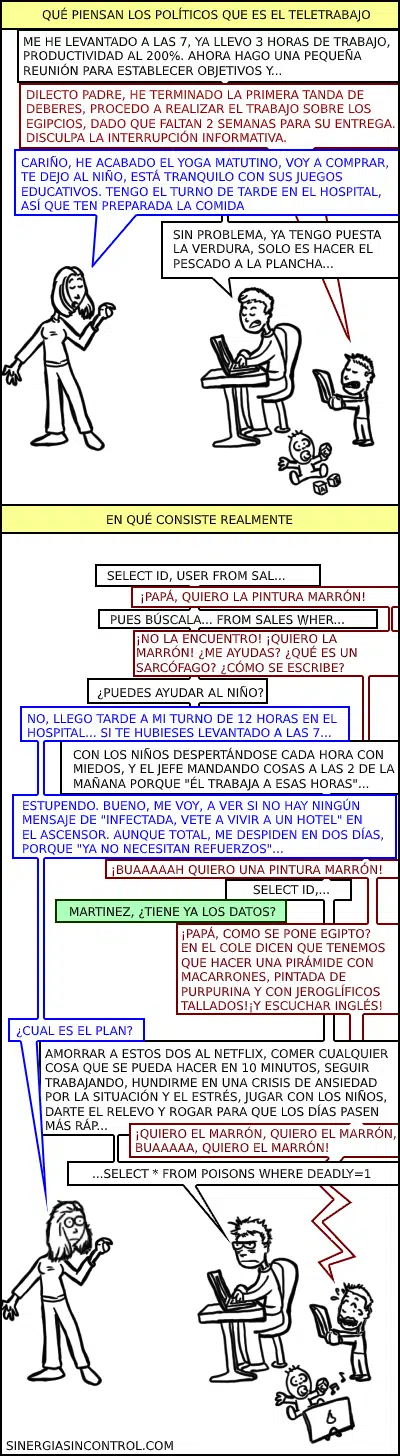 QUÉ PIENSAN LOS POLÍTICOS QUE ES EL TELETRABAJO
ME HE LEVANTADO A LAS 7, YA LLEVO 3 HORAS DE TRABAJO,
PRODUCTIVIDAD AL 200%. AHORA HAGO UNA PEQUEÑA
REUNIÓN PARA ESTABLECER OBJETIVOS Y...
DILECTO PADRE, HE TERMINADO LA PRIMERA TANDA DE
DEBERES, PROCEDO A REALIZAR EL TRABAJO SOBRE LOS
EGIPCIOS, DADO QUE FALTAN 2 SEMANAS PARA SU ENTREGA.
DISCULPA LA INTERRUPCIÓN INFORMATIVA.
CARIÑO, HE ACABADO EL YOGA MATUTINO, VOY A COMPRAR,
TE DEJO AL NIÑO, ESTÁ TRANQUILO CON SUS JUEGOS
EDUCATIVOS. TENGO EL TURNO DE TARDE EN EL HOSPITAL,
ASÍ QUE TEN PREPARADA LA COMIDA
SIN PROBLEMA, YA TENGO PUESTA
LA VERDURA, SOLO ES HACER EL
PESCADO A LA PLANCHA...
EN QUÉ CONSISTE REALMENTE
SELECT ID, USER FROM SAL...
¡PAPÁ, QUIERO LA PINTURA MARRÓN!
PUES BÚSCALA... FROM SALES WHER...
¡NO LA ENCUENTRO! ¡QUIERO LA
MARRÓN! ¿ME AYUDAS? ¿QUÉ ES UN
SARCÓFAGO? ¿CÓMO SE ESCRIBE?
¿PUEDES AYUDAR AL NIÑO?
NO, LLEGO TARDE A MI TURNO DE 12 HORAS EN EL
HOSPITAL... SI TE HUBIESES LEVANTADO A LAS 7...
CON LOS NIÑOS DESPERTÁNDOSE CADA HORA CON
MIEDOS, Y EL JEFE MANDANDO COSAS A LAS 2 DE LA
MAÑANA PORQUE "ÉL TRABAJA A ESAS HORAS"...
ESTUPENDO. BUENO, ME VOY, A VER SI NO HAY NINGÚN
MENSAJE DE "INFECTADA, VETE A VIVIR A UN HOTEL" EN
EL ASCENSOR. AUNQUE TOTAL, ME DESPIDEN EN DOS DÍAS,
PORQUE "YA NO NECESITAN REFUERZOS"...
¡BUAAAAAH QUIERO UNA PINTURA MARRÓN!
SELECT ID,...
MARTINEZ, ¿TIENE YA LOS DATOS?
¡PAPÁ, COMO SE PONE EGIPTO?
EN EL COLE DICEN QUE TENEMOS
QUE HACER UNA PIRÁMIDE CON
MACARRONES, PINTADA DE
PURPURINA Y CON JEROGLÍFICOS
TALLADOS!¡Y ESCUCHAR INGLÉS!
¿CUAL ES EL PLAN?
AMORRAR A ESTOS DOS AL NETFLIX, COMER CUALQUIER
COSA QUE SE PUEDA HACER EN 10 MINUTOS, SEGUIR
TRABAJANDO, HUNDIRME EN UNA CRISIS DE ANSIEDAD
POR LA SITUACIÓN Y EL ESTRÉS, JUGAR CON LOS NIÑOS,
DARTE EL RELEVO Y ROGAR PARA QUE LOS DÍAS PASEN
MÁS RÁP...
¡QUIERO EL MARRÓN, QUIERO EL MARRÓN,
BUAAAAA, QUIERO EL MARRÓN!
...SELECT * FROM POISONS WHERE DEADLY=1
SINERGIASINCONTROL.COM